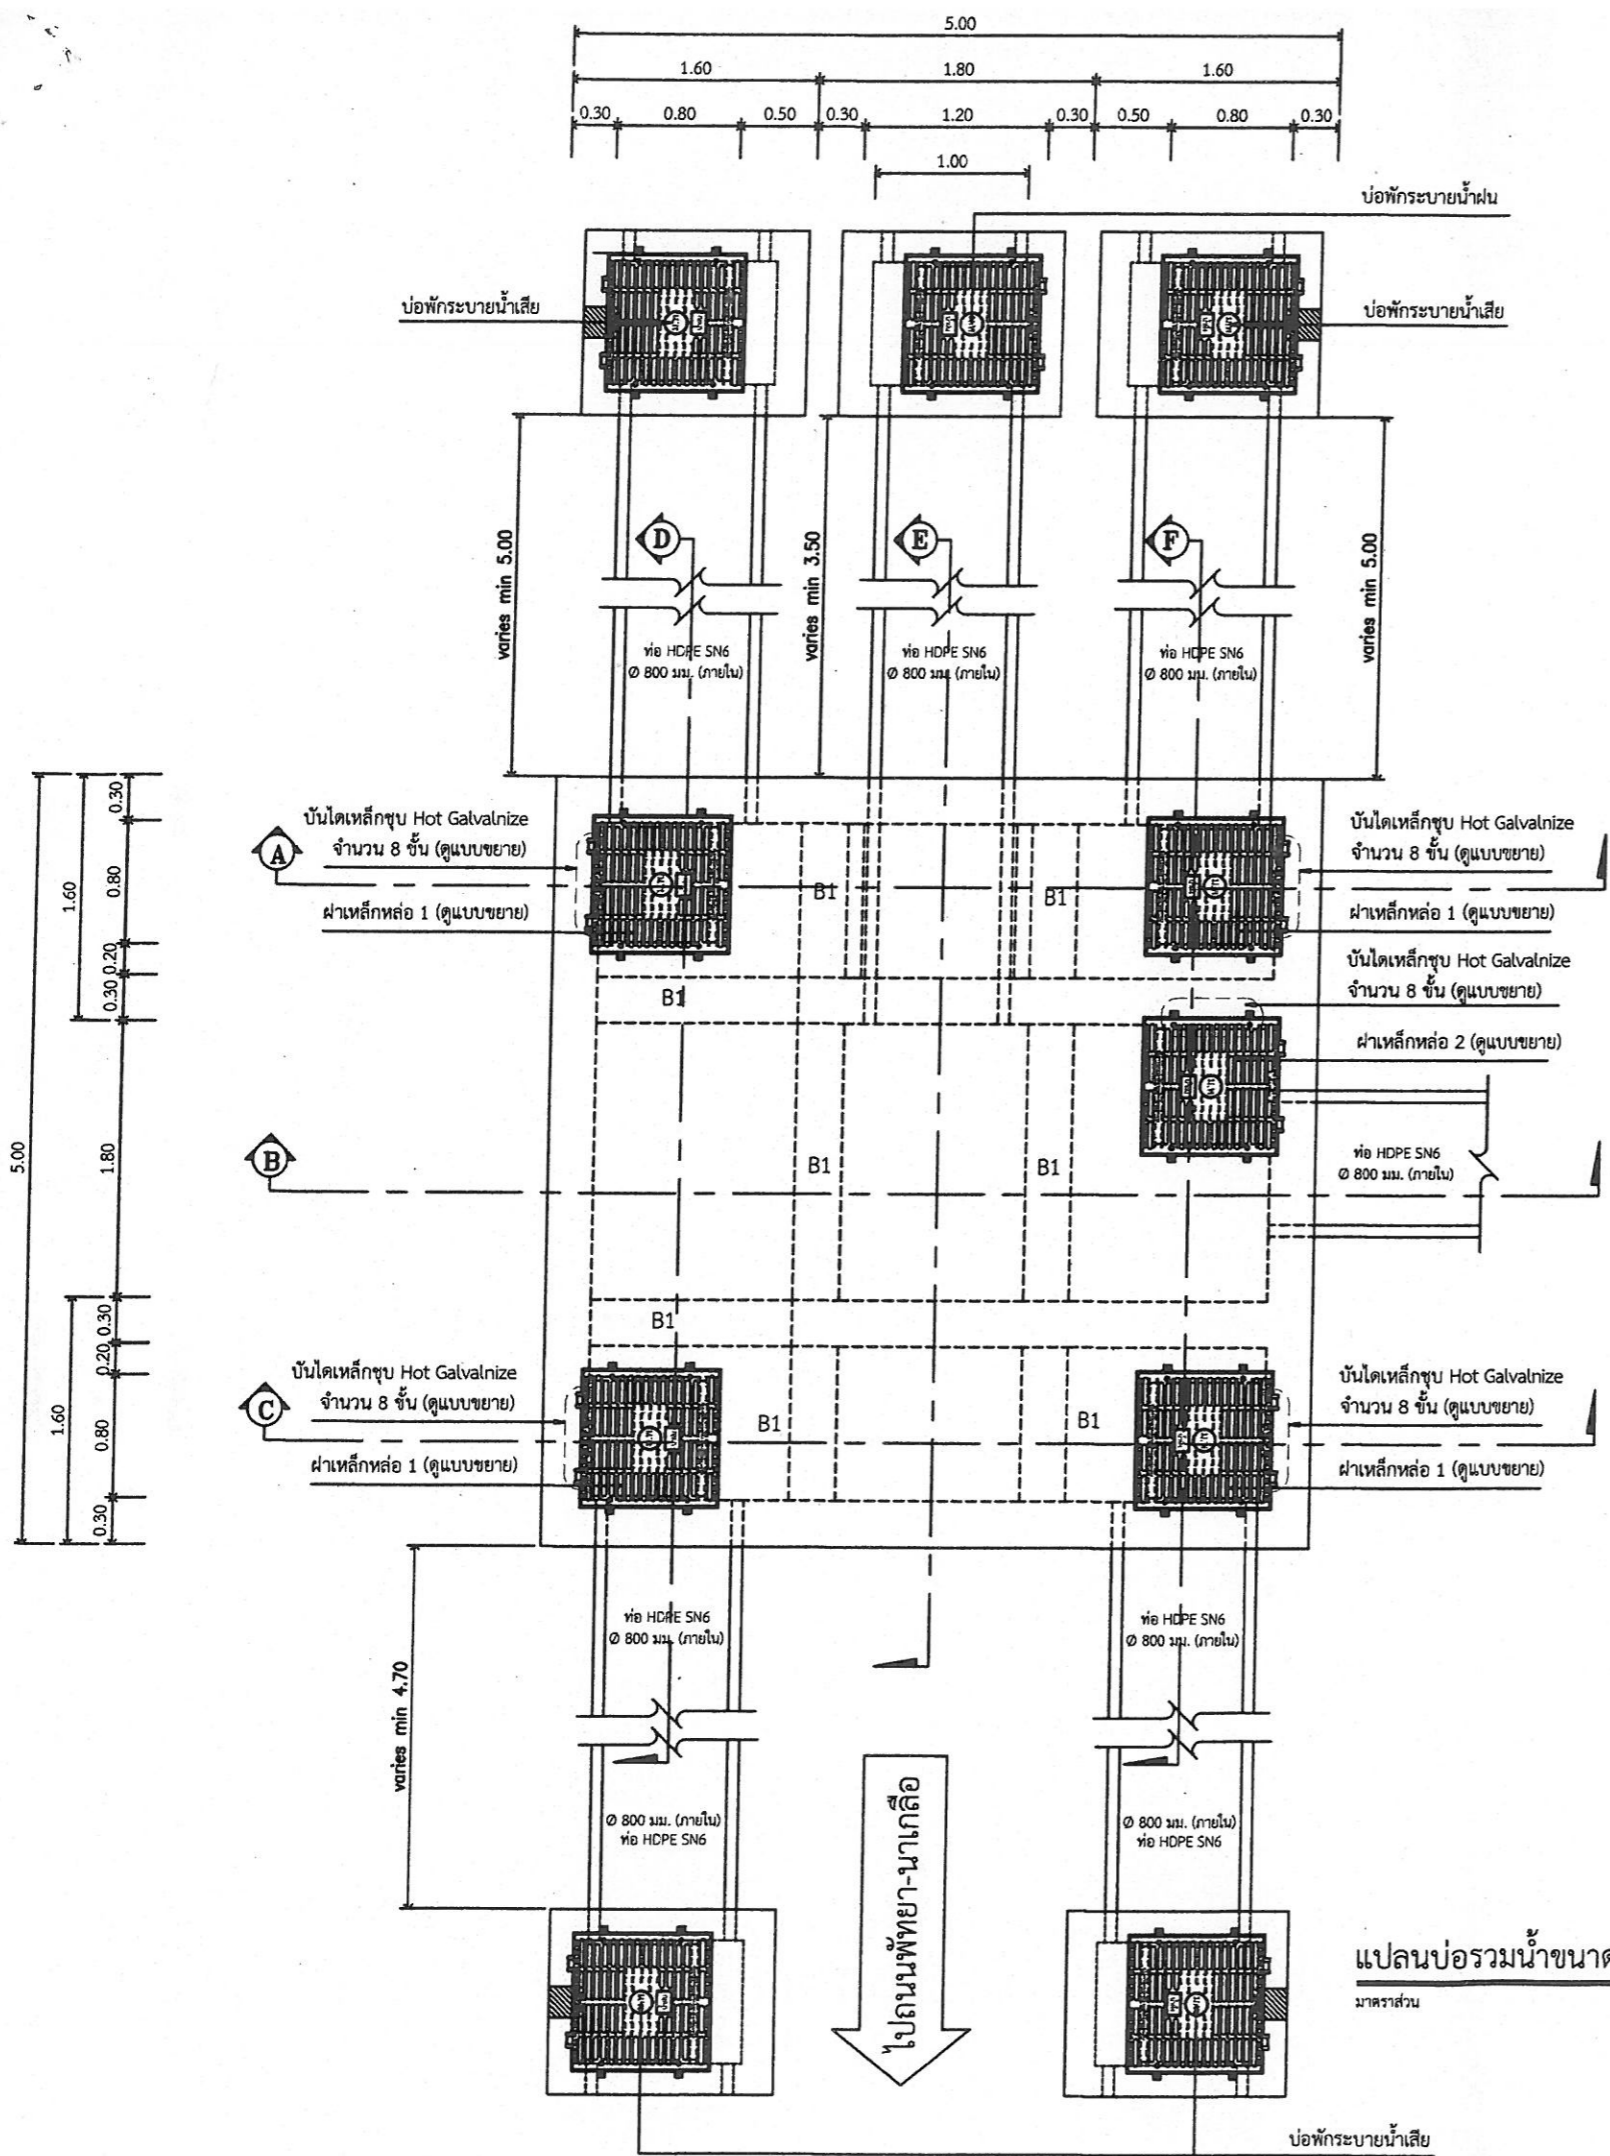 5.00
1.60 1.80 1.60
0.30 0.80 0.50 0.30 1.20 0.30 0.50 0.80 0.30
1.00
บ่อพักระบายน้ำฝน
บ่อพักระบายน้ำเสีย
บ่อพักระบายน้ำเสีย
D
E
F
varies min 5.00
varies min 3.50
varies min 5.00
ท่อ HDPE SN6
Ø 800 มม. (ภายใน)
ท่อ HDPE SN6
Ø 800 มม. (ภายใน)
ท่อ HDPE SN6
Ø 800 มม. (ภายใน)
5.00
1.60
0.30
0.80
0.20
0.30
1.80
1.60
0.30
0.20
0.80
0.30
A
บันไดเหล็กชุบ Hot Galvalnize
จำนวน 8 ขั้น (ดูแบบขยาย)
ฝาเหล็กหล่อ 1 (ดูแบบขยาย)
B1
B1
บันไดเหล็กชุบ Hot Galvalnize
จำนวน 8 ขั้น (ดูแบบขยาย)
ฝาเหล็กหล่อ 1 (ดูแบบขยาย)
บันไดเหล็กชุบ Hot Galvalnize
จำนวน 8 ขั้น (ดูแบบขยาย)
ฝาเหล็กหล่อ 2 (ดูแบบขยาย)
B1
B
B1
B1
ท่อ HDPE SN6
Ø 800 มม. (ภายใน)
B1
C
บันไดเหล็กชุบ Hot Galvalnize
จำนวน 8 ขั้น (ดูแบบขยาย)
ฝาเหล็กหล่อ 1 (ดูแบบขยาย)
B1
B1
บันไดเหล็กชุบ Hot Galvalnize
จำนวน 8 ขั้น (ดูแบบขยาย)
ฝาเหล็กหล่อ 1 (ดูแบบขยาย)
ท่อ HDPE SN6
Ø 800 มม. (ภายใน)
ท่อ HDPE SN6
Ø 800 มม. (ภายใน)
varies min 4.70
Ø 800 มม. (ภายใน)
ท่อ HDPE SN6
Ø 800 มม. (ภายใน)
ท่อ HDPE SN6
ไปถนนพัทยา-นาเกลือ
แปลนบ่อรวมน้ำขนาด
มาตราส่วน
บ่อพักระบายน้ำเสีย